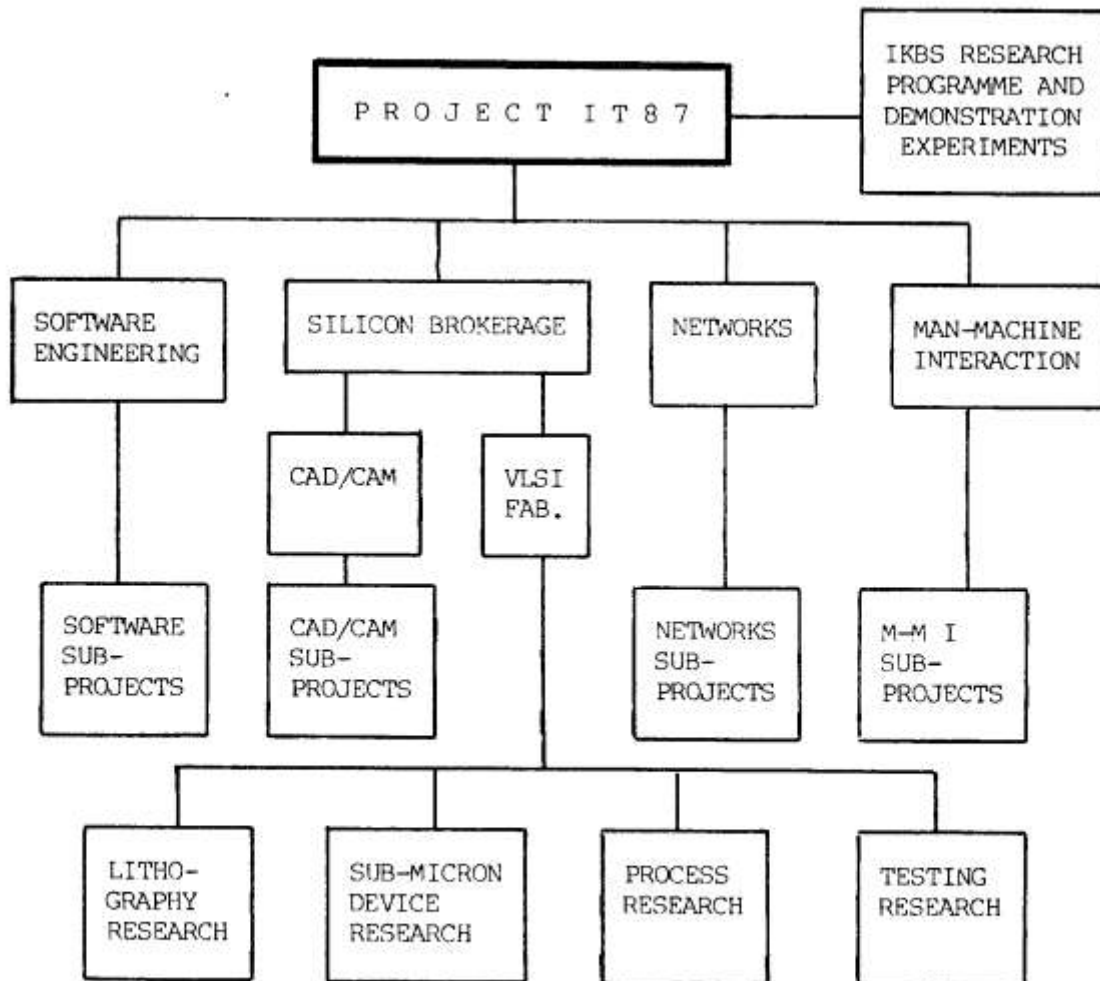 PROJECT IT87
IKBS RESEARCH
PROGRAMME AND
DEMONSTRATION
EXPERIMENTS
SOFTWARE
ENGINEERING
SILICON BROKERAGE
NETWORKS
MAN-MACHINE
INTERACTION
CAD/CAM
VLSI
FAB.
SOFTWARE
SUB-
PROJECTS
CAD/CAM
SUB-
PROJECTS
NETWORKS
SUB-
PROJECTS
M-M I
SUB-
PROJECTS
LITHO-
GRAPHY
RESEARCH
SUB-MICRON
DEVICE
RESEARCH
PROCESS
RESEARCH
TESTING
RESEARCH